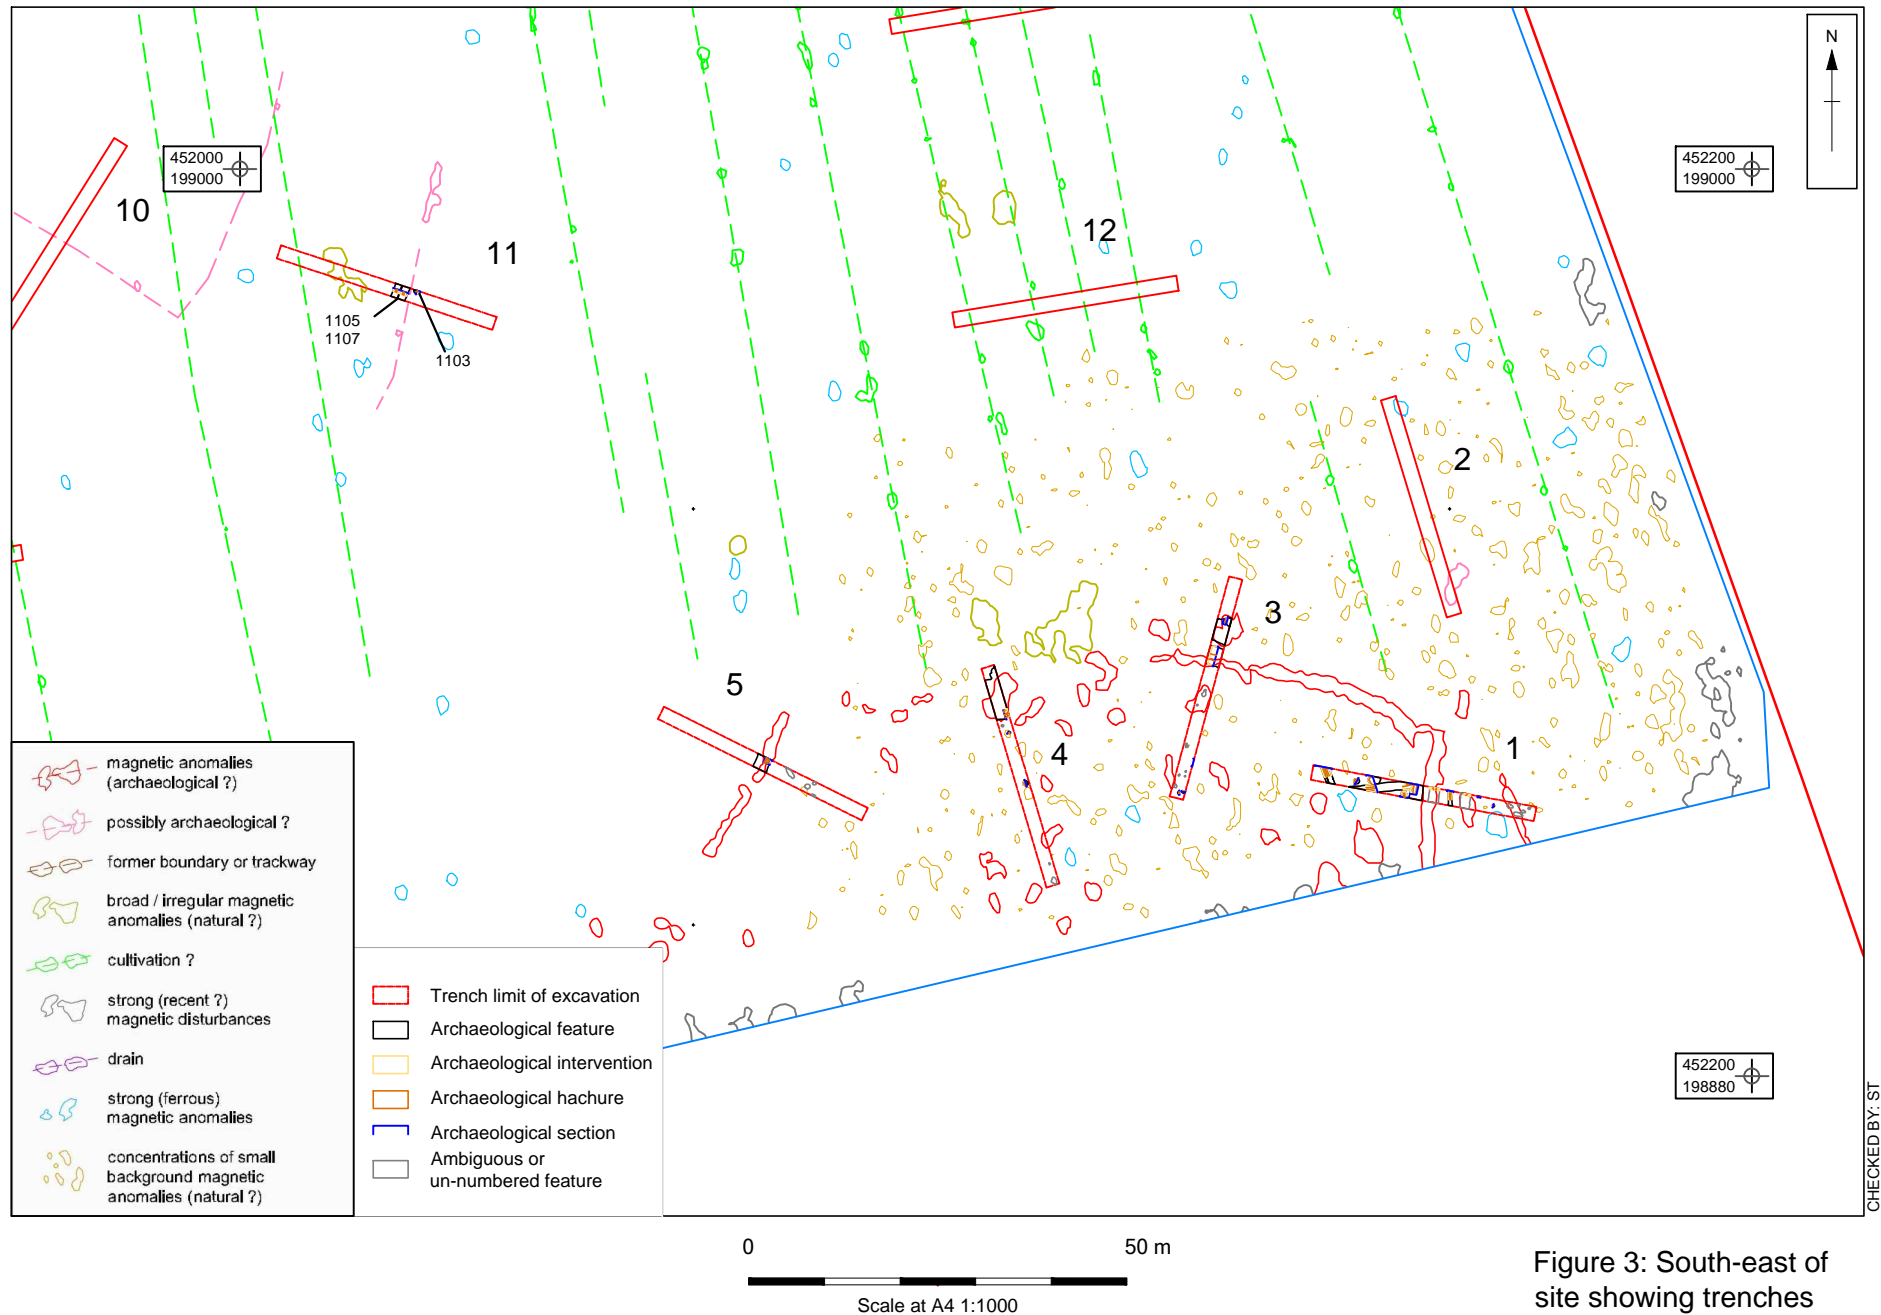 N
452000
199000
452200
199000
10
11
12
1105
1107
1103
2
3
5
4
1
magnetic anomalies
(archaeological ?)
possibly archaeological ?
former boundary or trackway
broad / irregular magnetic
anomalies (natural ?)
cultivation ?
strong (recent ?)
magnetic disturbances
drain
strong (ferrous)
magnetic anomalies
concentrations of small
background magnetic
anomalies (natural ?)
Trench limit of excavation
Archaeological feature
Archaeological intervention
Archaeological hachure
Archaeological section
Ambiguous or
un-numbered feature
452200
198880
CHECKED BY: ST
0
50 m
Scale at A4 1:1000
Figure 3: South-east of
site showing trenches